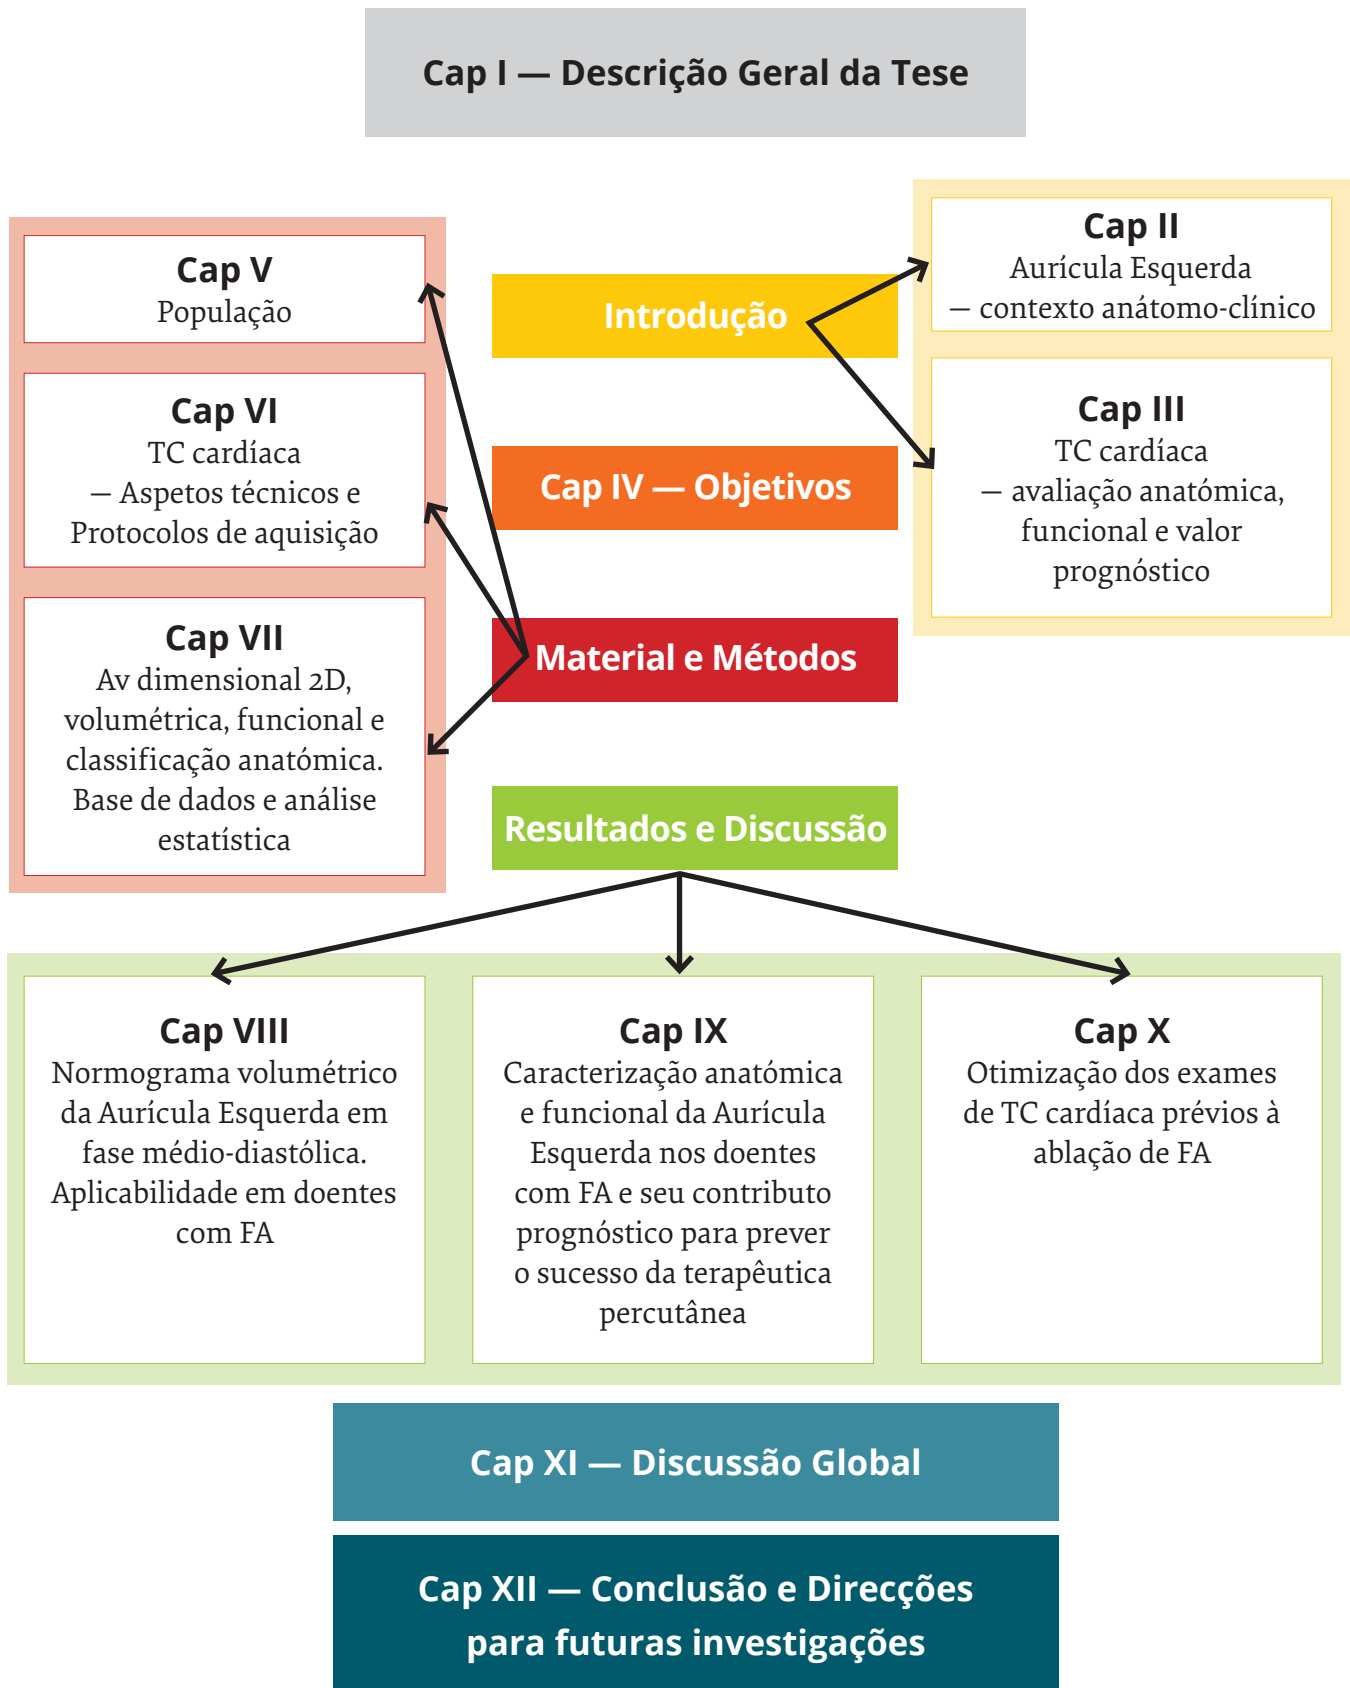 Cap I — Descrição Geral da Tese
Introdução
Cap II
Aurícula Esquerda
— contexto anátomo-clínico
Cap III
TC cardíaca
— avaliação anatómica,
funcional e valor
prognóstico
Cap IV — Objetivos
Material e Métodos
Cap V
População
Cap VI
TC cardíaca
— Aspetos técnicos e
Protocolos de aquisição
Cap VII
Av dimensional 2D,
volumétrica, funcional e
classificação anatómica.
Base de dados e análise
estatística
Resultados e Discussão
Cap VIII
Normograma volumétrico
da Aurícula Esquerda em
fase médio-diastólica.
Aplicabilidade em doentes
com FA
Cap IX
Caracterização anatómica
e funcional da Aurícula
Esquerda nos doentes
com FA e seu contributo
prognóstico para prever
o sucesso da terapêutica
percutânea
Cap X
Otimização dos exames
de TC cardíaca prévios à
ablação de FA
Cap XI — Discussão Global
Cap XII — Conclusão e Direcções
para futuras investigações